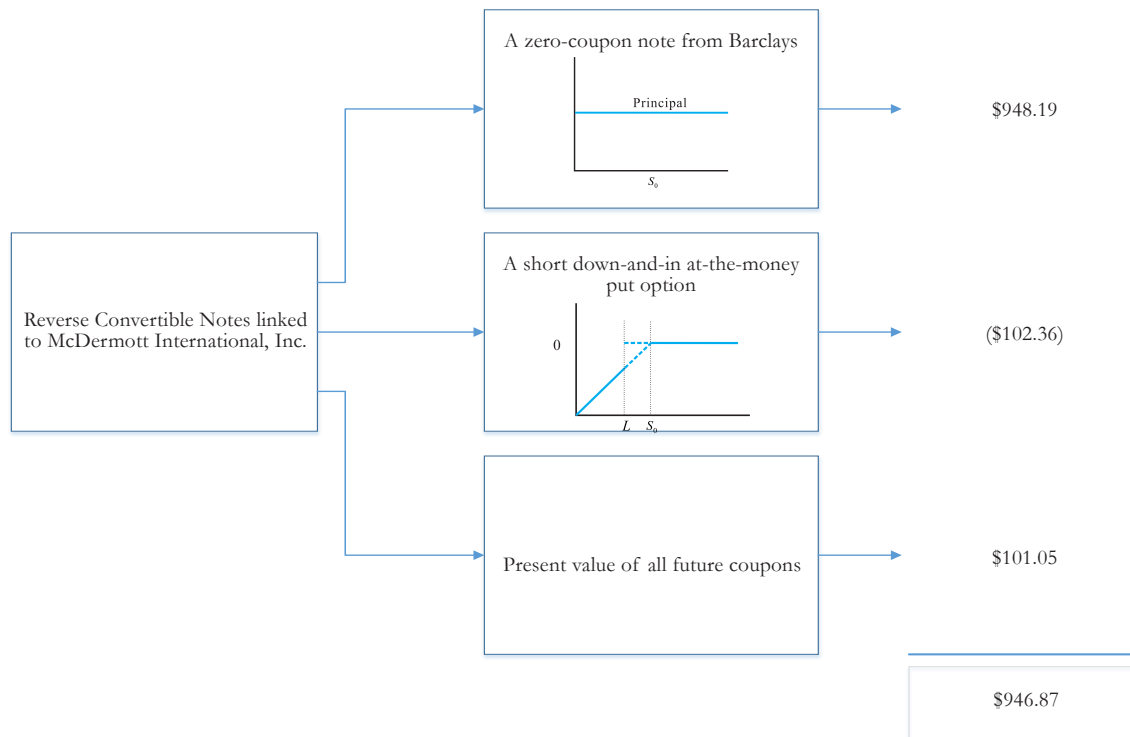 A zero-coupon note from Barclays
Principal
S₀
$948.19
Reverse Convertible Notes linked
to McDermott International, Inc.
A short down-and-in at-the-money
put option
0
L S₀
($102.36)
Present value of all future coupons
$101.05
$946.87